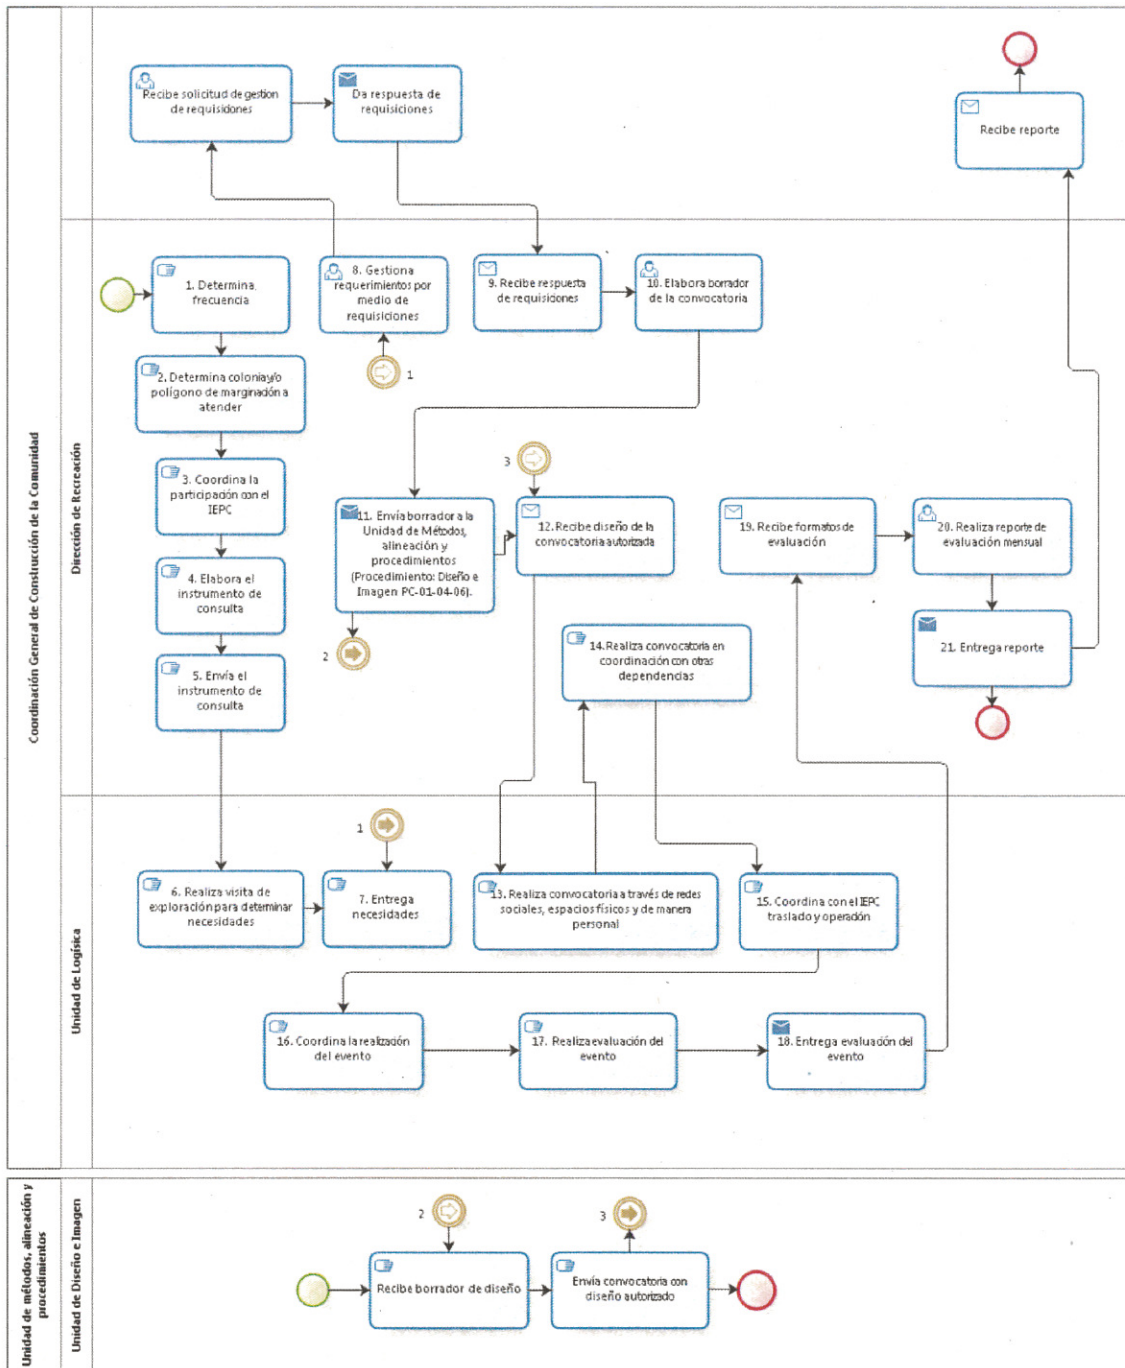 Coordinación General de Construcción de la Comunidad
Recibe solicitud de gestion
de requisidones
Da respuesta de
requisiciones
Recibe reporte
Dirección de Recreación
1. Determina
frecuencia
8. Gestiona
requerimientos por
medio de
requisiciones
1
9. Recibe respuesta
de requisiciones
10. Elabora borrador
de la convocatoria
2. Determina colonia y/o
polígono de marginación a
atender
3. Coordina la
participación con el
IEPC
4. Elabora el
instrumento de
consulta
5. Envía el
instrumento de
consulta
3
11. Envía borrador a la
Unidad de Métodos,
alineación y
procedimientos
(Procedimiento: Diseño e
Imagen PC-01-04-06).
2
12. Recibe diseño de la
convocatoria autorizada
14. Realiza convocatoria en
coordinación con otras
dependencias
19. Recibe formatos de
evaluación
20. Realiza reporte de
evaluación mensual
21. Entrega reporte
Unidad de Logísica
1
6. Realiza visita de
exploración para determinar
necesidades
7. Entrega
necesidades
13. Realiza convocatoria a través de redes
sociales, espacios físicos y de manera
personal
15. Coordina con el IEPC
traslado y operadón
16. Coordina la realización
del evento
17. Realiza evaluación del
evento
18. Entrega evaluación del
evento
Unidad de métodos, alineación y
procedimientos
Unidad de Diseño e Imagen
2
3
Recibe borrador de diseño
Envía convocatoria con
diseño autorizado